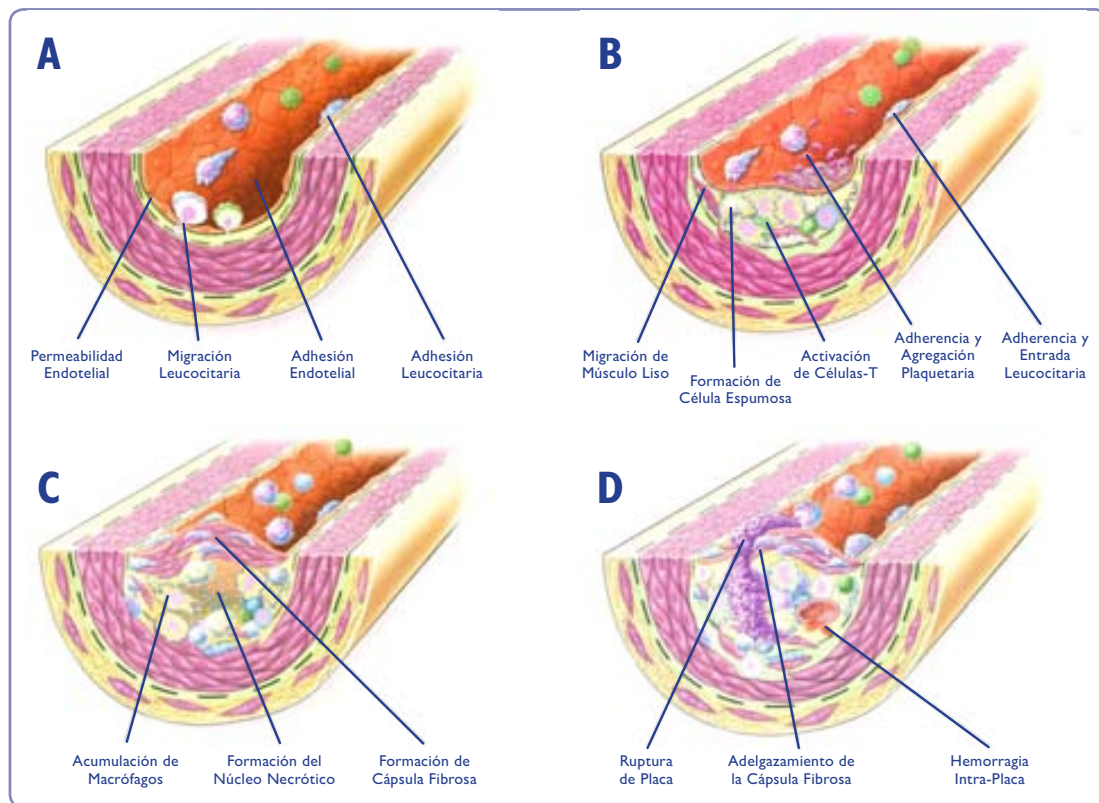 A
Permeabilidad
Endotelial
Migración
Leucocitaria
Adhesión
Endotelial
Adhesión
Leucocitaria
B
Migración de
Músculo Liso
Formación de
Célula Espumosa
Activación
de Células-T
Adherencia y
Agregación
Plaquetaria
Adherencia y
Entrada
Leucocitaria
C
Acumulación de
Macrófagos
Formación del
Núcleo Necrótico
Formación de
Cápsula Fibrosa
D
Ruptura
de Placa
Adelgazamiento de
la Cápsula Fibrosa
Hemorragia
Intra-Placa